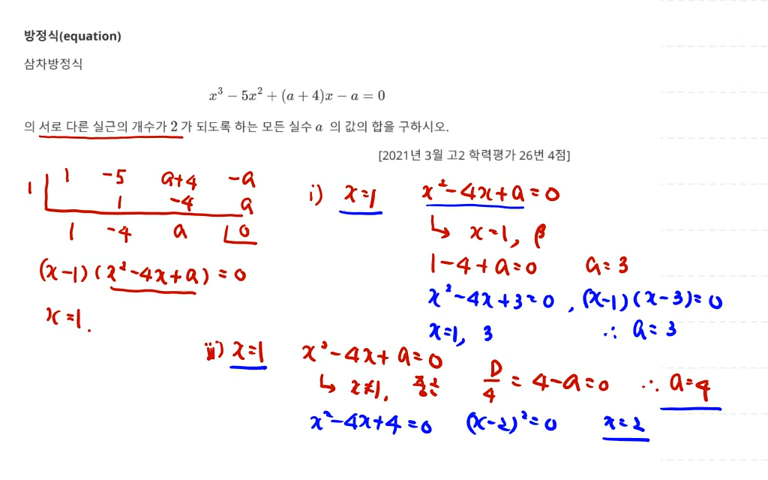 방정식(equation)
삼차방정식
x³ − 5x² + (a + 4)x − a = 0
의 서로 다른 실근의 개수가 2 가 되도록 하는 모든 실수 a 의 값의 합을 구하시오.
[2021년 3월 고2 학력평가 26번 4점]
1 1 -5 a+4 -a
1 -4 a
1 -4 a 0
(x-1)(x²-4x+a)=0
x=1.
i) x=1 x²-4x+a=0
↳ x=1, β
1-4+a=0 a=3
x²-4x+3=0, (x-1)(x-3)=0
x=1, 3 ∴ a=3
ii) x=1 x²-4x+a=0
↳ x≠1, 중근 D/4 = 4-a=0 ∴ a=4
x²-4x+4=0 (x-2)²=0 x=2